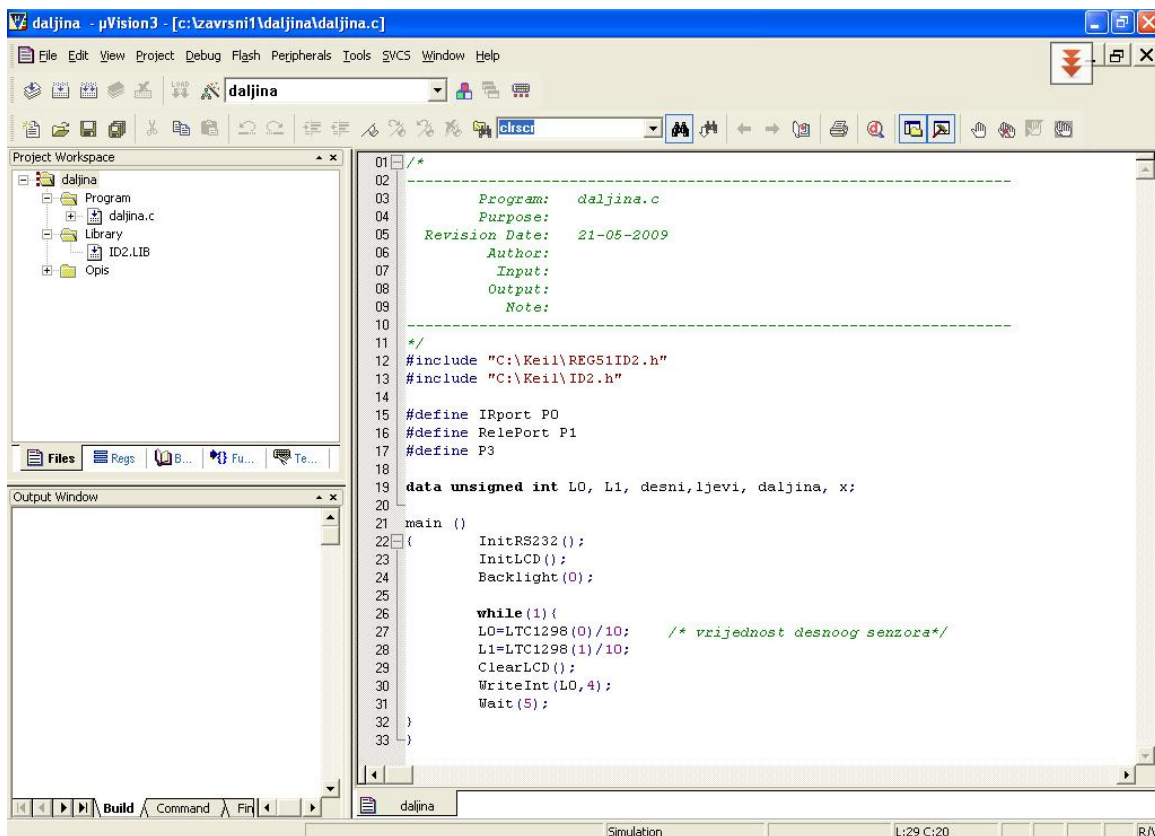 daljina - µVision3 - [c:\zavrsni1\daljina\daljina.c]
File Edit View Project Debug Flash Peripherals Tools SVCS Window Help
LOAD daljina
clrscr
Project Workspace
daljina
Program
daljina.c
Library
ID2.LIB
Opis
Files Regs B... Fu... Te...
Output Window
Build Command Fin
01 /*
02 -------------------------------------------------------------------
03 Program: daljina.c
04 Purpose:
05 Revision Date: 21-05-2009
06 Author:
07 Input:
08 Output:
09 Note:
10 -------------------------------------------------------------------
11 */
12 #include "C:\Keil\REG51ID2.h"
13 #include "C:\Keil\ID2.h"
14
15 #define IRport P0
16 #define RelePort P1
17 #define P3
18
19 data unsigned int L0, L1, desni,ljevi, daljina, x;
20
21 main ()
22 { InitRS232();
23 InitLCD();
24 Backlight(0);
25
26 while(1){
27 L0=LTC1298(0)/10; /* vrijednost desnoog senzora*/
28 L1=LTC1298(1)/10;
29 ClearLCD();
30 WriteInt(L0,4);
31 Wait(5);
32 }
33 }
daljina
Simulation L:29 C:20 R/W